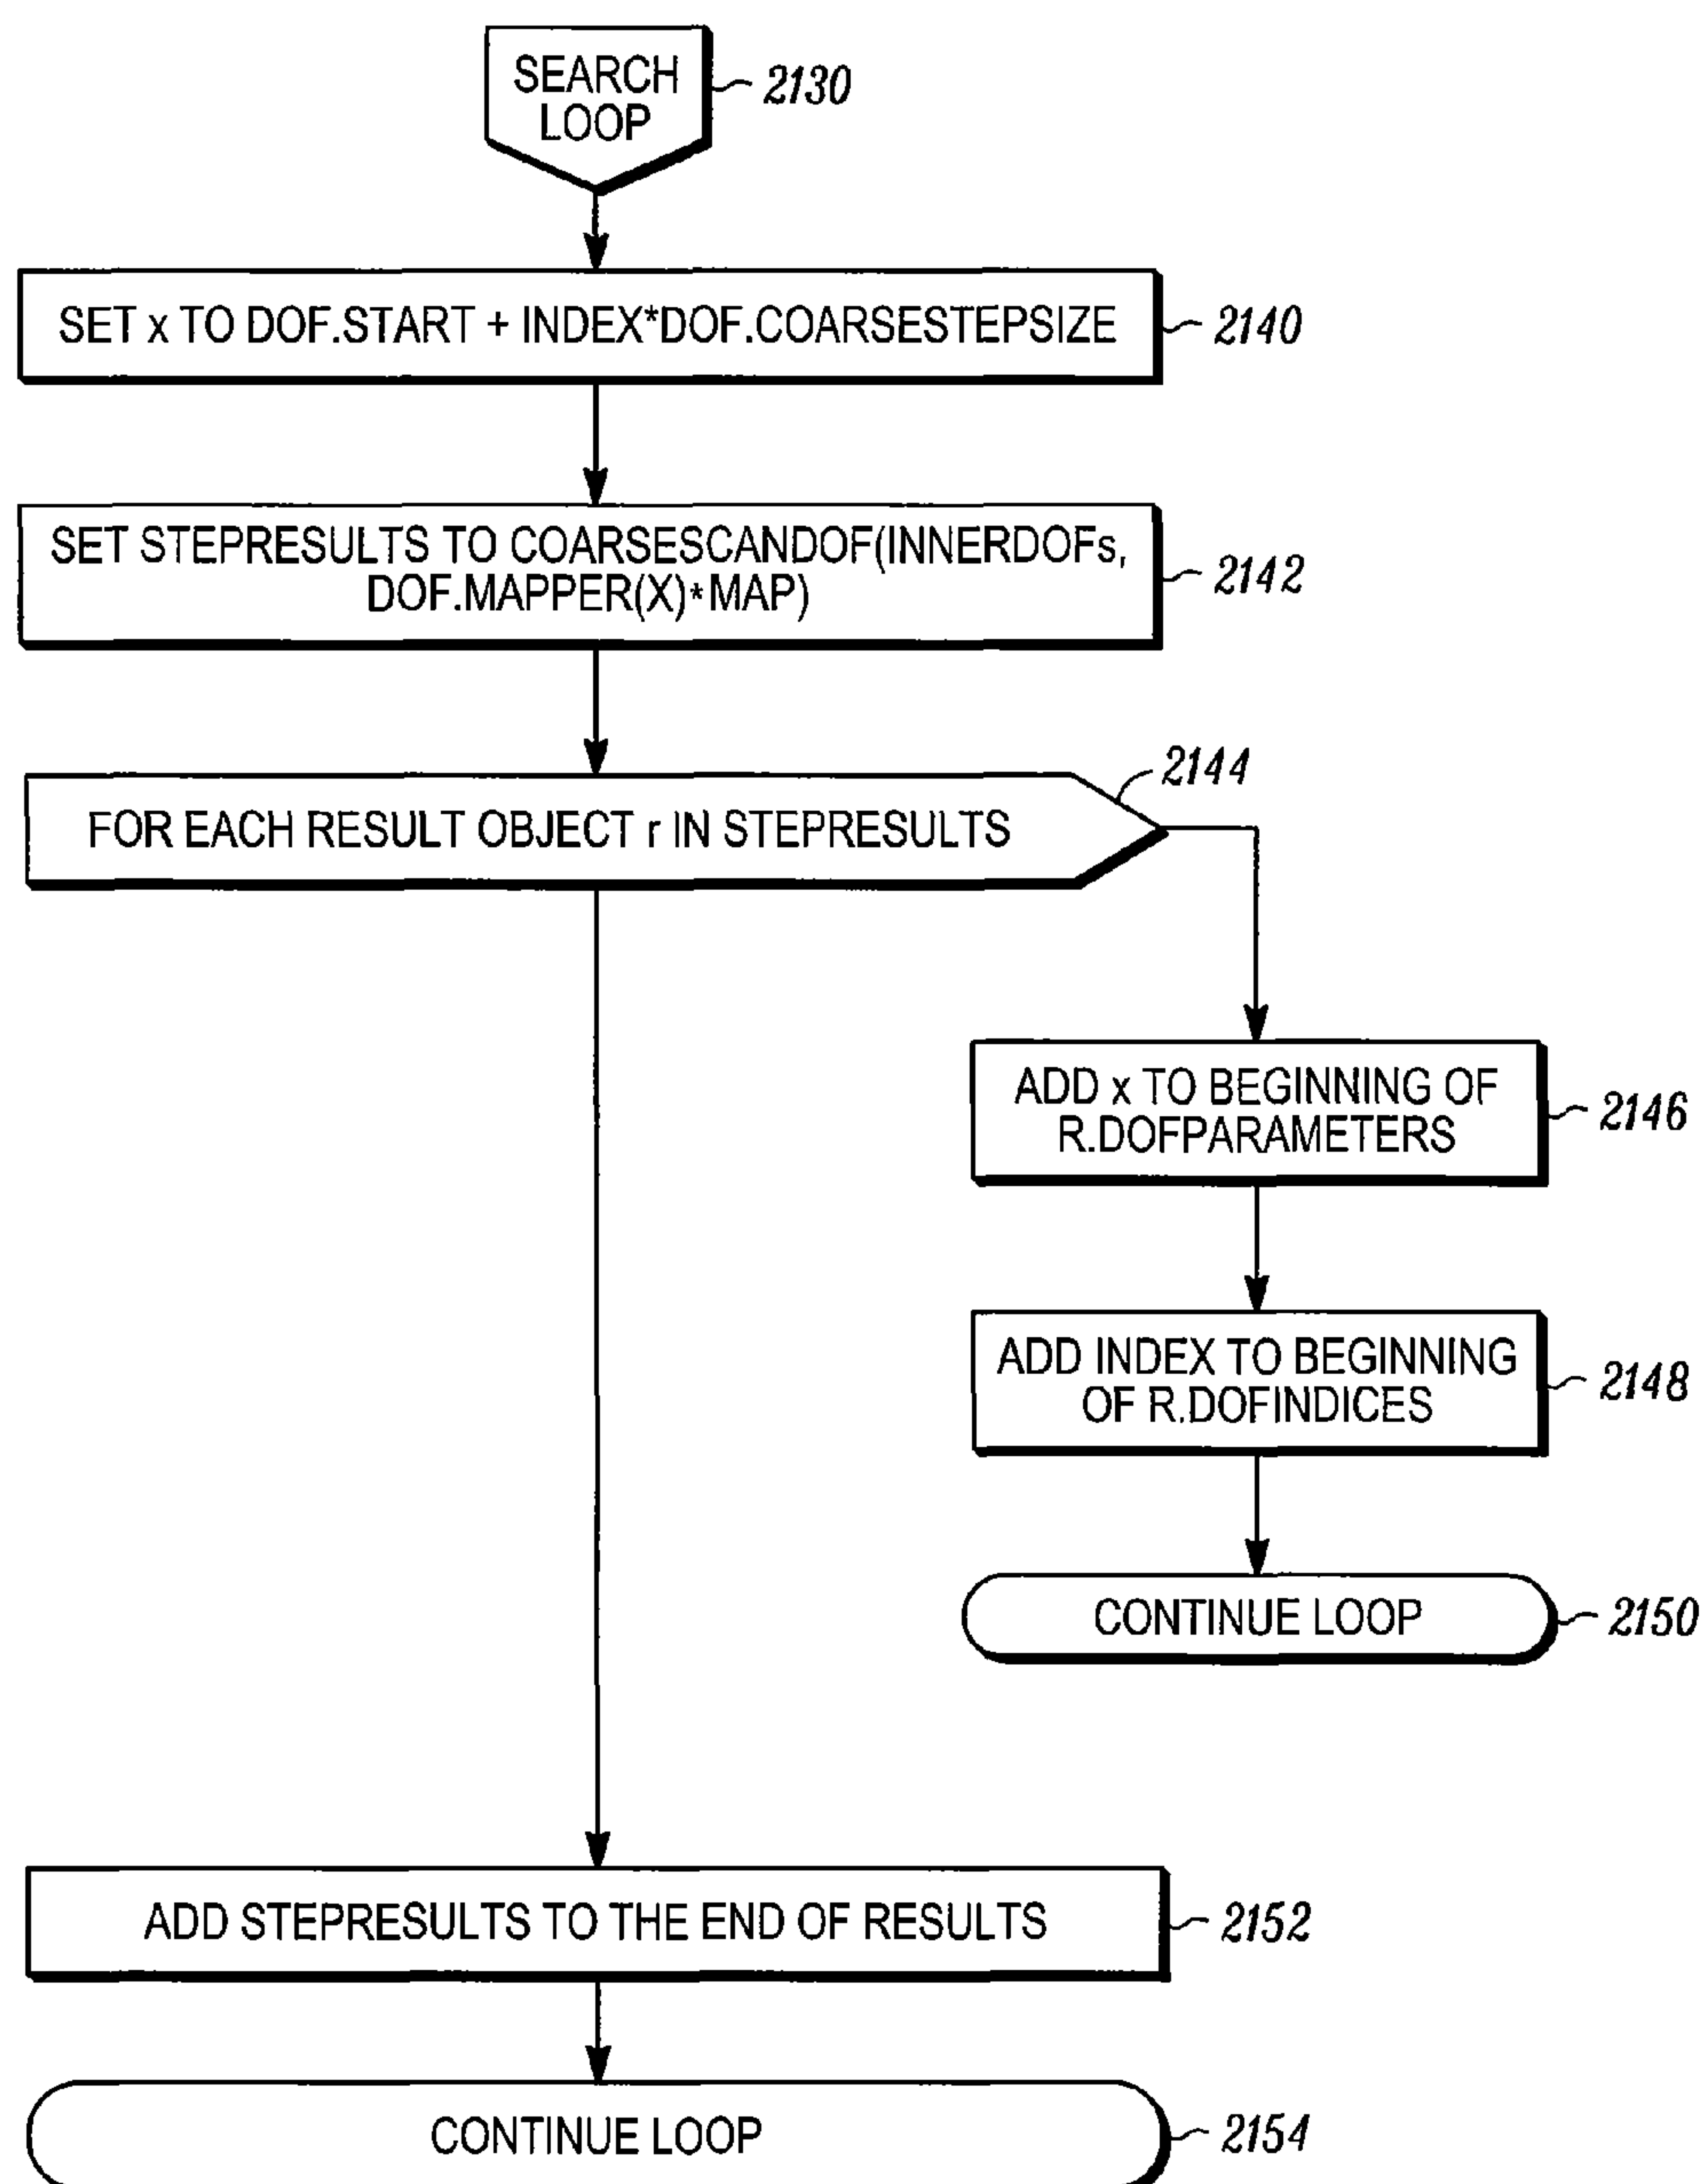 SEARCH
LOOP
2130
SET x TO DOF.START + INDEX*DOF.COARSESTEPSIZE
2140
SET STEPRESULTS TO COARSESCANDOF(INNERDOFs,
DOF.MAPPER(X)*MAP)
2142
2144
FOR EACH RESULT OBJECT r IN STEPRESULTS
ADD x TO BEGINNING OF
R.DOFPARAMETERS
2146
ADD INDEX TO BEGINNING
OF R.DOFINDICES
2148
CONTINUE LOOP
2150
ADD STEPRESULTS TO THE END OF RESULTS
2152
CONTINUE LOOP
2154